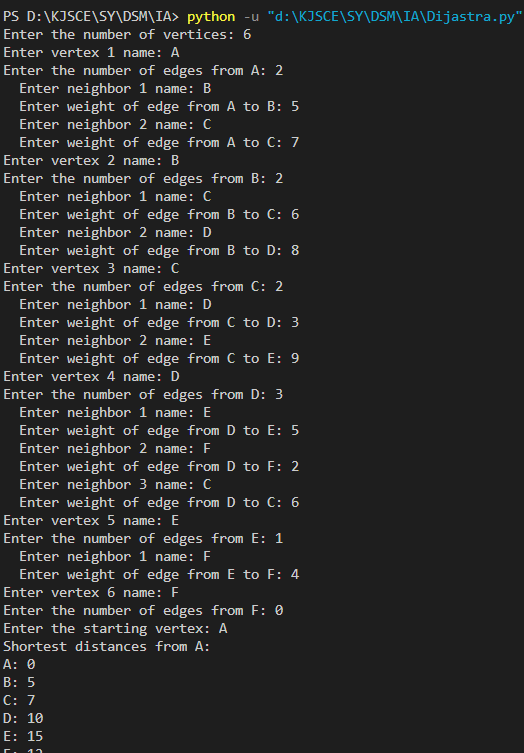 PS D:\KJSCE\SY\DSM\IA> python -u "d:\KJSCE\SY\DSM\IA\Dijastra.py"
Enter the number of vertices: 6
Enter vertex 1 name: A
Enter the number of edges from A: 2
  Enter neighbor 1 name: B
  Enter weight of edge from A to B: 5
  Enter neighbor 2 name: C
  Enter weight of edge from A to C: 7
Enter vertex 2 name: B
Enter the number of edges from B: 2
  Enter neighbor 1 name: C
  Enter weight of edge from B to C: 6
  Enter neighbor 2 name: D
  Enter weight of edge from B to D: 8
Enter vertex 3 name: C
Enter the number of edges from C: 2
  Enter neighbor 1 name: D
  Enter weight of edge from C to D: 3
  Enter neighbor 2 name: E
  Enter weight of edge from C to E: 9
Enter vertex 4 name: D
Enter the number of edges from D: 3
  Enter neighbor 1 name: E
  Enter weight of edge from D to E: 5
  Enter neighbor 2 name: F
  Enter weight of edge from D to F: 2
  Enter neighbor 3 name: C
  Enter weight of edge from D to C: 6
Enter vertex 5 name: E
Enter the number of edges from E: 1
  Enter neighbor 1 name: F
  Enter weight of edge from E to F: 4
Enter vertex 6 name: F
Enter the number of edges from F: 0
Enter the starting vertex: A
Shortest distances from A:
A: 0
B: 5
C: 7
D: 10
E: 15